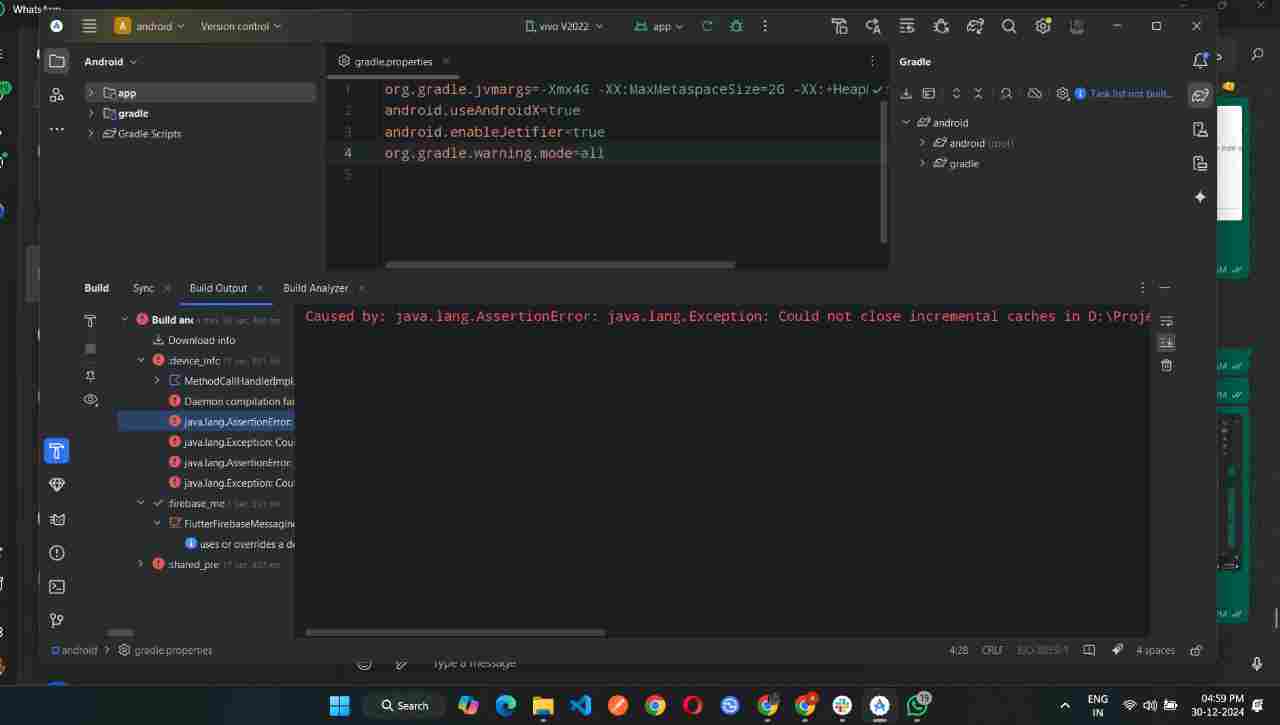 WhatsApp
A android Version control vivo V2022 app
Android
app
gradle
Gradle Scripts
gradle.properties
1 org.gradle.jvmargs=-Xmx4G -XX:MaxMetaspaceSize=2G -XX:+Heap
2 android.useAndroidX=true
3 android.enableJetifier=true
4 org.gradle.warning.mode=all
5
Gradle
Task list not built...
android
android (root)
gradle
Build Sync Build Output Build Analyzer
Build and
Download info
:device_info
MethodCallHandlerImpl.
Daemon compilation fai
java.lang.AssertionError:
java.lang.Exception: Cou
java.lang.AssertionError:
java.lang.Exception: Cou
:firebase_me
FlutterFirebaseMessaging
uses or overrides a de
:shared_pre
Caused by: java.lang.AssertionError: java.lang.Exception: Could not close incremental caches in D:\Proje
android > gradle.properties
4:28 CRLF ISO-8859-1 4 spaces
Type a message
Search
19
ENG
IN
04:59 PM
30-12-2024